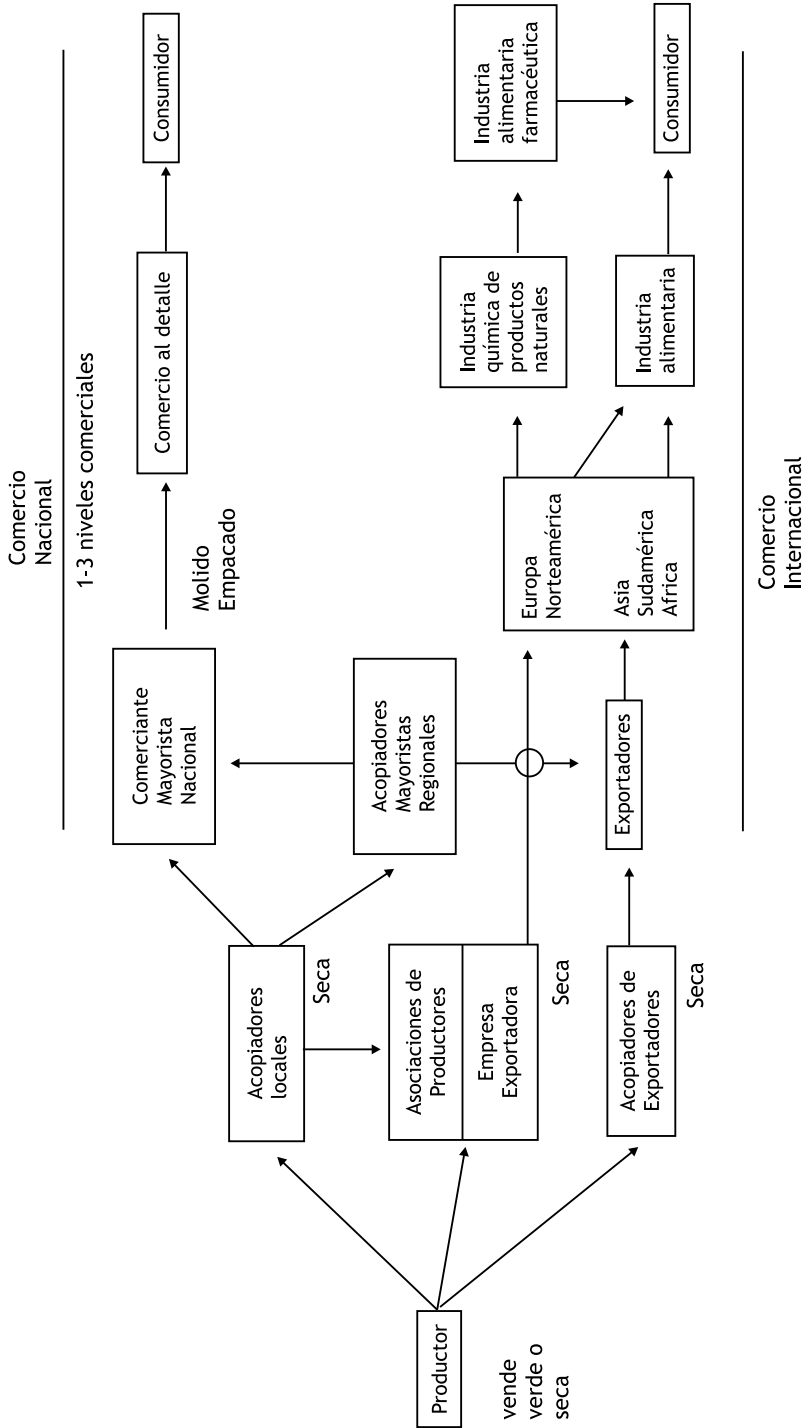 Comercio
Nacional
1-3 niveles comerciales
Productor
vende
verde o
seca
Acopiadores
locales
Seca
Asociaciones de
Productores
Empresa
Exportadora
Seca
Acopiadores de
Exportadores
Seca
Comerciante
Mayorista
Nacional
Acopiadores
Mayoristas
Regionales
Exportadores
Molido
Empacado
Europa
Norteamérica
Asia
Sudamérica
Africa
Comercio al detalle
Industria
química de
productos
naturales
Industria
alimentaria
Consumidor
Industria
alimentaria
farmacéutica
Consumidor
Comercio
Internacional